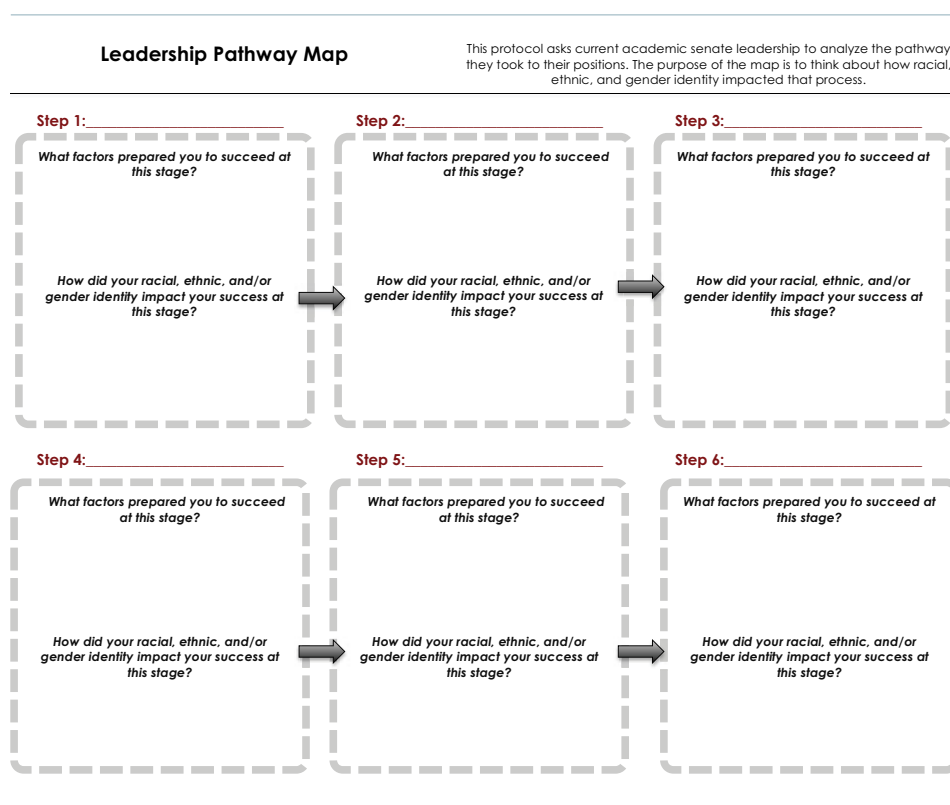 Leadership Pathway Map
This protocol asks current academic senate leadership to analyze the pathway
they took to their positions. The purpose of the map is to think about how racial,
ethnic, and gender identity impacted that process.
Step 1:________________________
Step 2:________________________
Step 3:________________________
What factors prepared you to succeed at
this stage?
How did your racial, ethnic, and/or
gender identity impact your success at
this stage?
What factors prepared you to succeed
at this stage?
How did your racial, ethnic, and/or
gender identity impact your success at
this stage?
What factors prepared you to succeed at
this stage?
How did your racial, ethnic, and/or
gender identity impact your success at
this stage?
Step 4:________________________
Step 5:________________________
Step 6:________________________
What factors prepared you to succeed
at this stage?
How did your racial, ethnic, and/or
gender identity impact your success at
this stage?
What factors prepared you to succeed
at this stage?
How did your racial, ethnic, and/or
gender identity impact your success at
this stage?
What factors prepared you to succeed at
this stage?
How did your racial, ethnic, and/or
gender identity impact your success at
this stage?